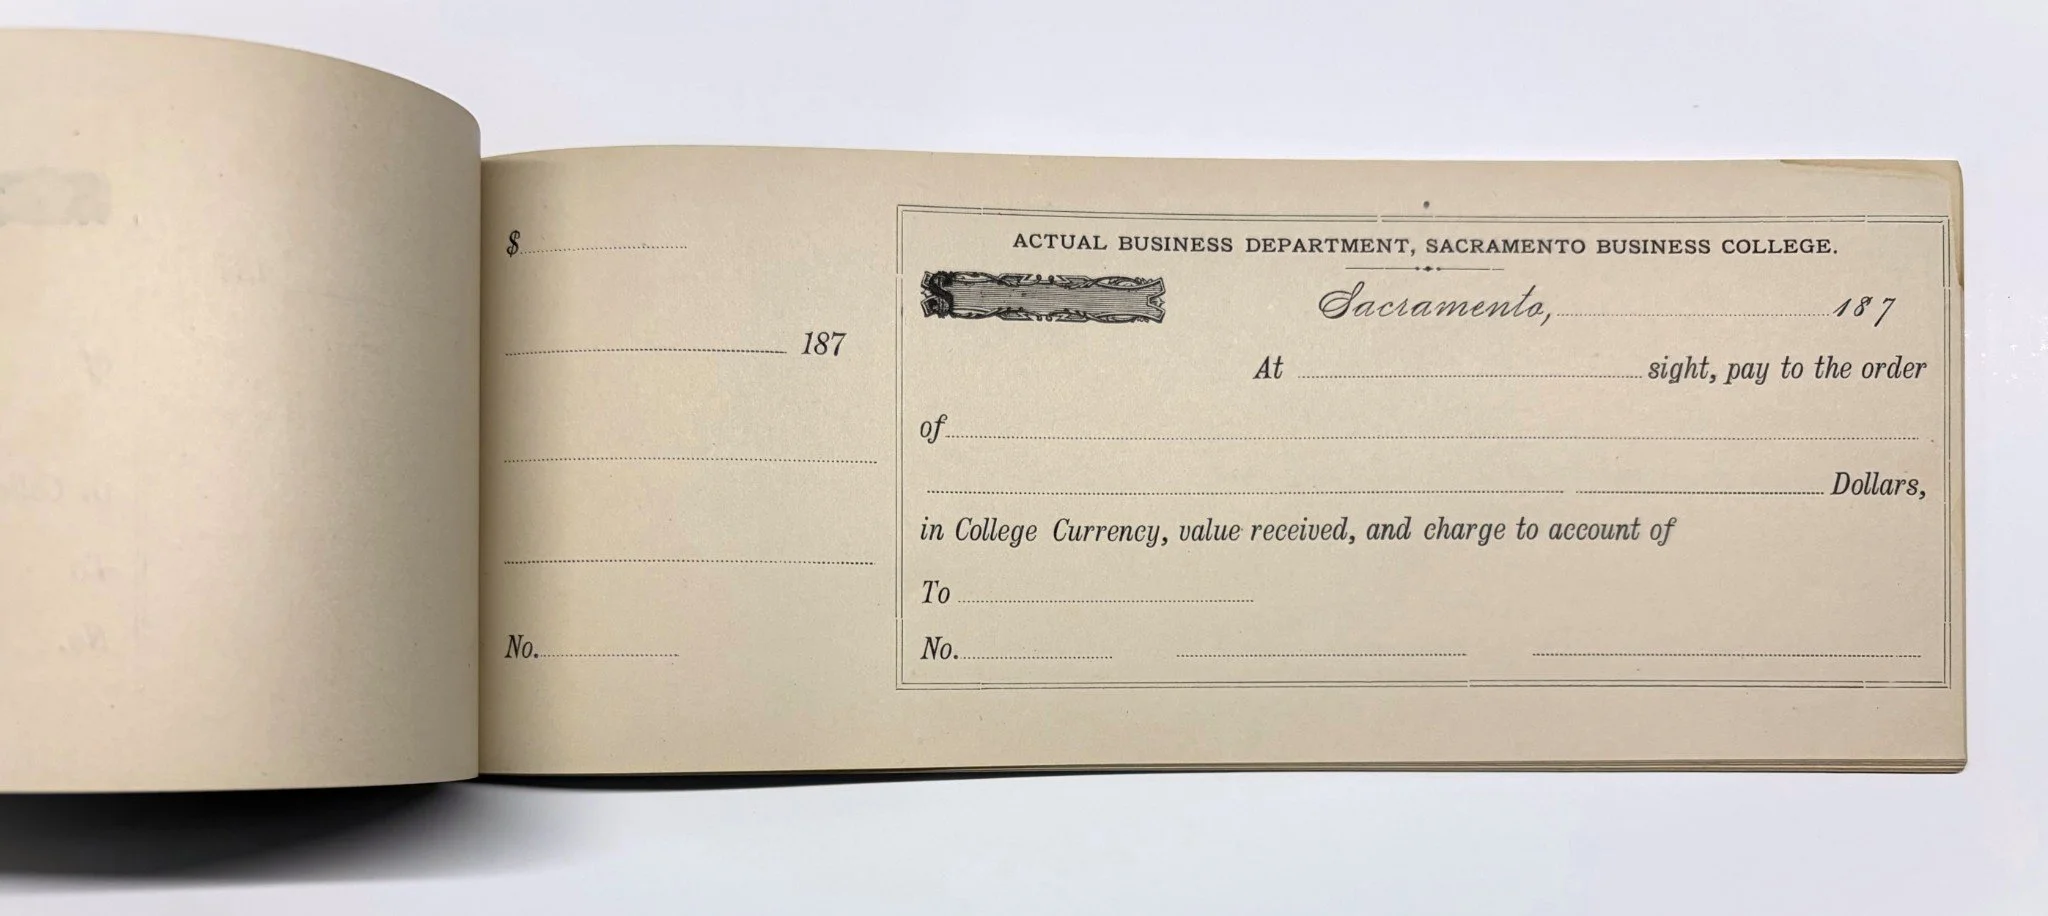 $
187
No.
ACTUAL BUSINESS DEPARTMENT, SACRAMENTO BUSINESS COLLEGE.
$
Sacramento, 187
At sight, pay to the order
of
Dollars,
in College Currency, value received, and charge to account of
To
No.